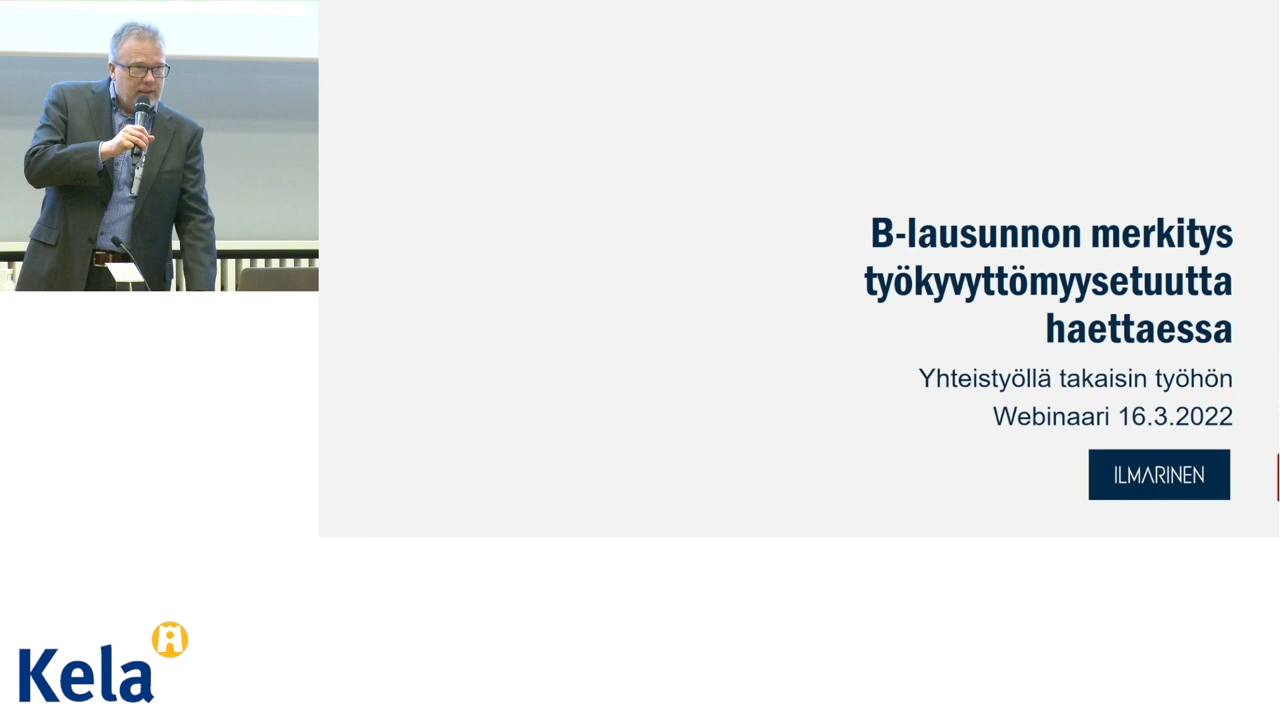 B-lausunnon merkitys
työkyvyttömyysetuutta
haettaessa
Yhteistyöllä takaisin työhön
Webinaari 16.3.2022
ILMARINEN
Kela